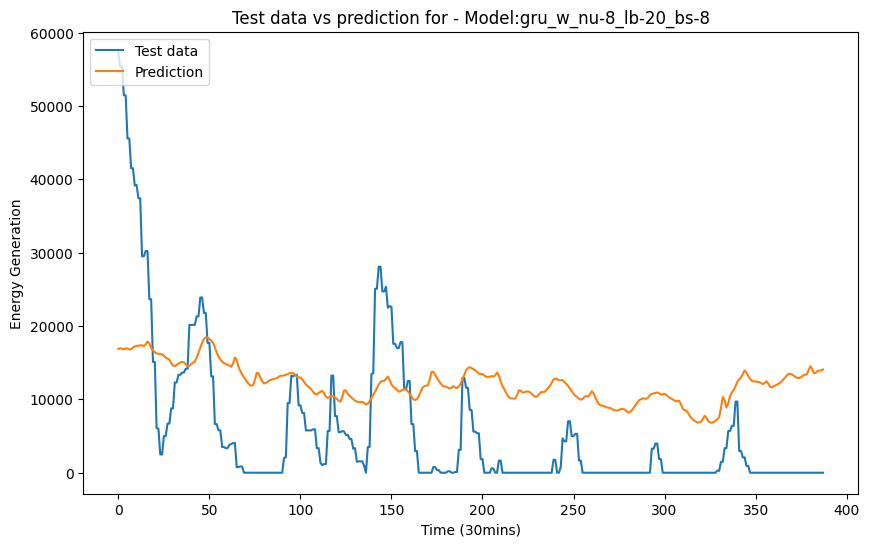 Test data vs prediction for - Model:gru_w_nu-8_lb-20_bs-8
Test data
Prediction
Energy Generation
60000
50000
40000
30000
20000
10000
0
0 50 100 150 200 250 300 350 400
Time (30mins)